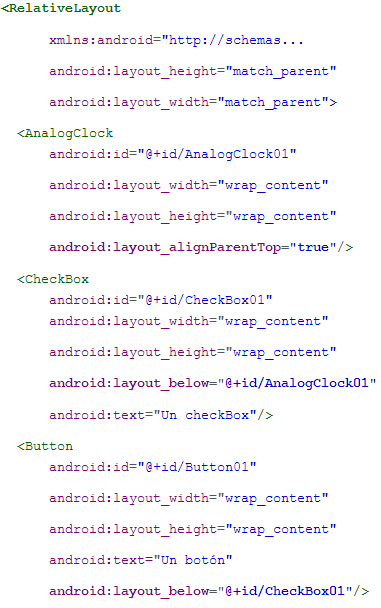 <RelativeLayout
xmlns:android="http://schemas...
android:layout_height="match_parent"
android:layout_width="match_parent">
<AnalogClock
android:id="@+id/AnalogClock01"
android:layout_width="wrap_content"
android:layout_height="wrap_content"
android:layout_alignParentTop="true"/>
<CheckBox
android:id="@+id/CheckBox01"
android:layout_width="wrap_content"
android:layout_height="wrap_content"
android:layout_below="@+id/AnalogClock01"
android:text="Un checkBox"/>
<Button
android:id="@+id/Button01"
android:layout_width="wrap_content"
android:layout_height="wrap_content"
android:text="Un botón"
android:layout_below="@+id/CheckBox01"/>